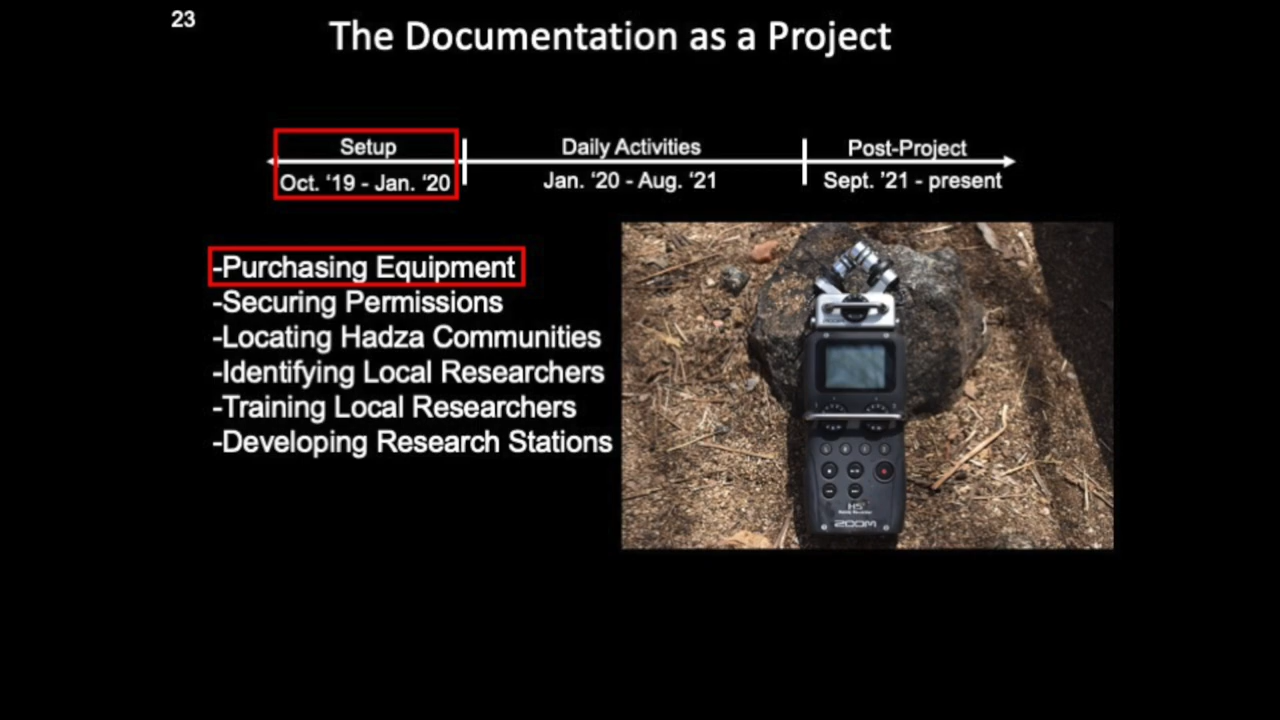 23
The Documentation as a Project
Setup
Daily Activities
Post-Project
Oct. ‘19 - Jan. ‘20
Jan. ‘20 - Aug. ‘21
Sept. ’21 - present
-Purchasing Equipment
-Securing Permissions
-Locating Hadza Communities
-Identifying Local Researchers
-Training Local Researchers
-Developing Research Stations
H5
zoom